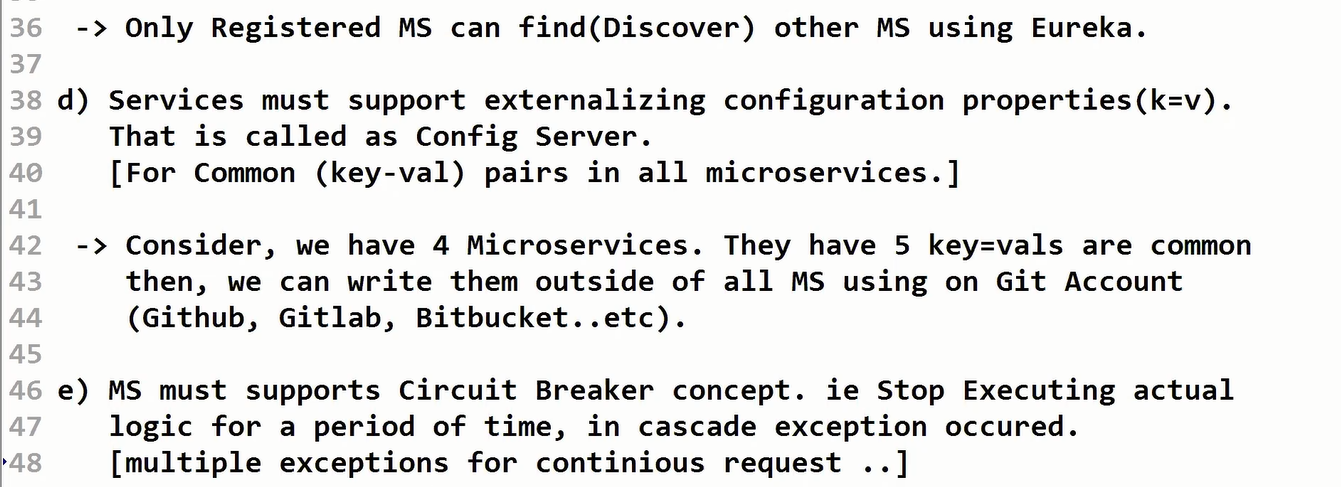 36 -> Only Registered MS can find(Discover) other MS using Eureka.
37
38 d) Services must support externalizing configuration properties(k=v).
39 That is called as Config Server.
40 [For Common (key-val) pairs in all microservices.]
41
42 -> Consider, we have 4 Microservices. They have 5 key=vals are common
43 then, we can write them outside of all MS using on Git Account
44 (Github, Gitlab, Bitbucket..etc).
45
46 e) MS must supports Circuit Breaker concept. ie Stop Executing actual
47 logic for a period of time, in cascade exception occured.
48 [multiple exceptions for continious request ..]